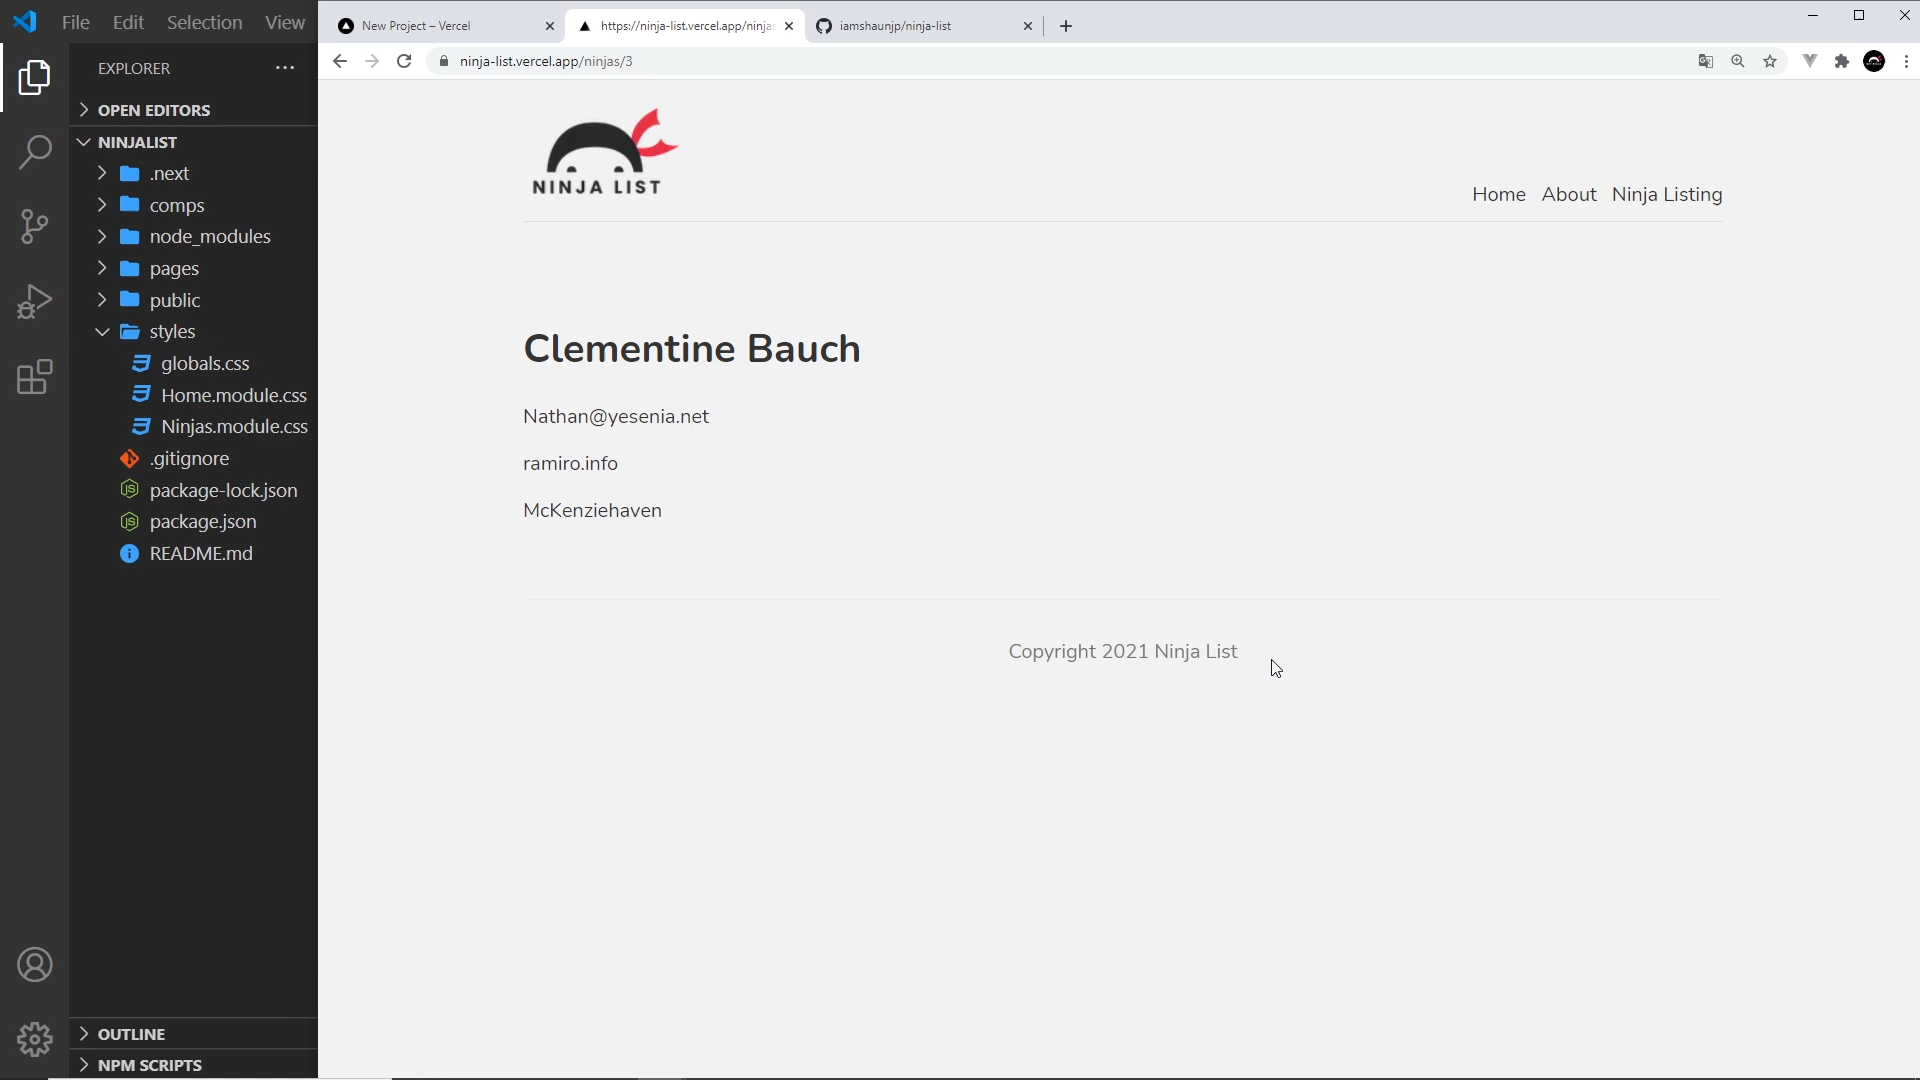 File Edit Selection View
EXPLORER
OPEN EDITORS
NINJALIST
.next
comps
node_modules
pages
public
styles
globals.css
Home.module.css
Ninjas.module.css
.gitignore
package-lock.json
package.json
README.md
OUTLINE
NPM SCRIPTS
New Project – Vercel
https://ninja-list.vercel.app/ninjas
iamshaunjp/ninja-list
ninja-list.vercel.app/ninjas/3
NINJA LIST
Home About Ninja Listing
Clementine Bauch
Nathan@yesenia.net
ramiro.info
McKenziehaven
Copyright 2021 Ninja List